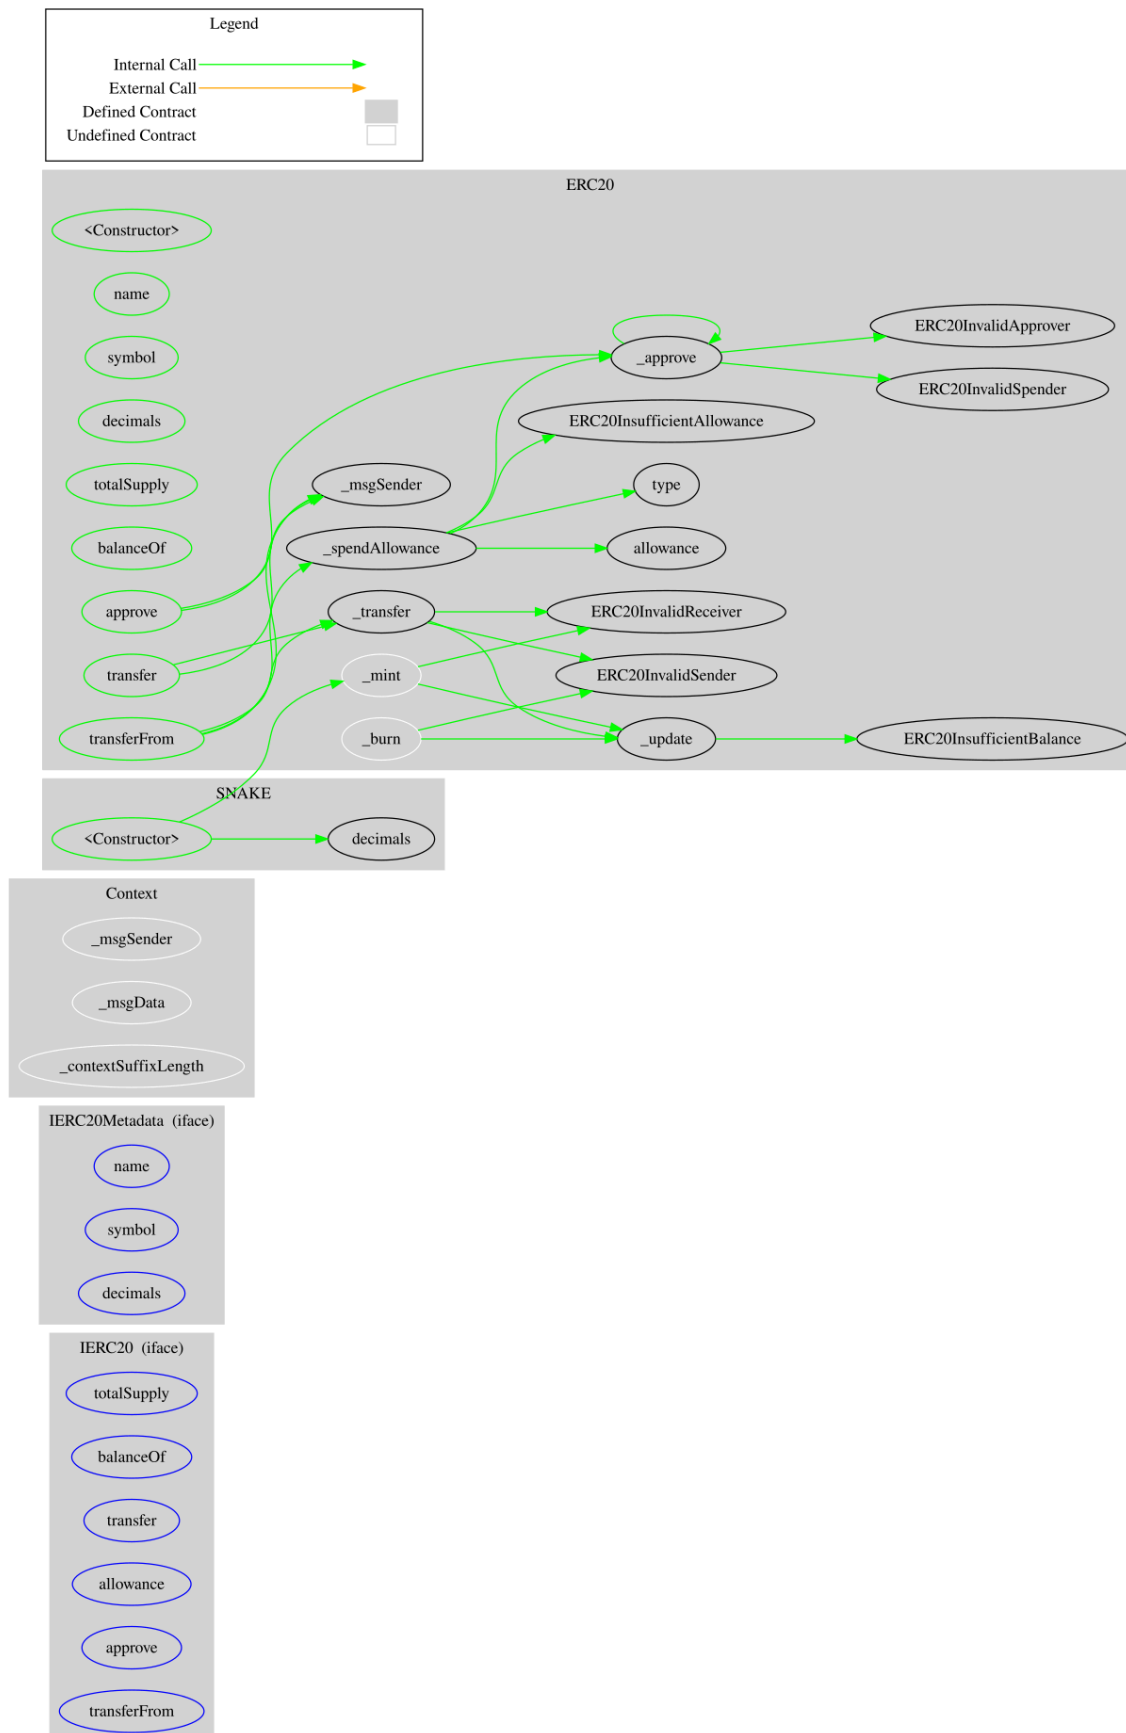 Legend
Internal Call
External Call
Defined Contract
Undefined Contract
ERC20
<Constructor>
name
symbol
decimals
totalSupply
balanceOf
approve
transfer
transferFrom
_msgSender
_spendAllowance
_transfer
_mint
_burn
_approve
ERC20InsufficientAllowance
type
allowance
ERC20InvalidReceiver
ERC20InvalidSender
_update
ERC20InvalidApprover
ERC20InvalidSpender
ERC20InsufficientBalance
SNAKE
<Constructor>
decimals
Context
_msgSender
_msgData
_contextSuffixLength
IERC20Metadata (iface)
name
symbol
decimals
IERC20 (iface)
totalSupply
balanceOf
transfer
allowance
approve
transferFrom